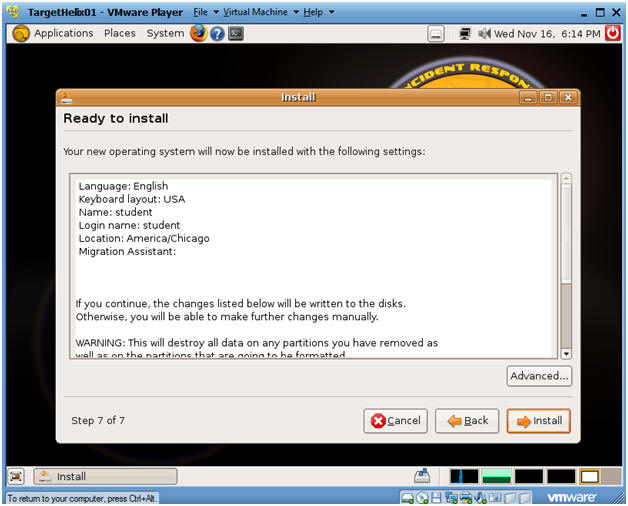 TargetHelix01 - VMware Player File Virtual Machine Help
Applications Places System Wed Nov 16, 6:14 PM
INCIDENT RESPON
Install
Ready to install
Your new operating system will now be installed with the following settings:
Language: English
Keyboard layout: USA
Name: student
Login name: student
Location: America/Chicago
Migration Assistant:
If you continue, the changes listed below will be written to the disks.
Otherwise, you will be able to make further changes manually.
WARNING: This will destroy all data on any partitions you have removed as
well as on the partitions that are going to be formatted
Advanced...
Step 7 of 7 Cancel Back Install
Install
To return to your computer, press Ctrl+Alt. vmware